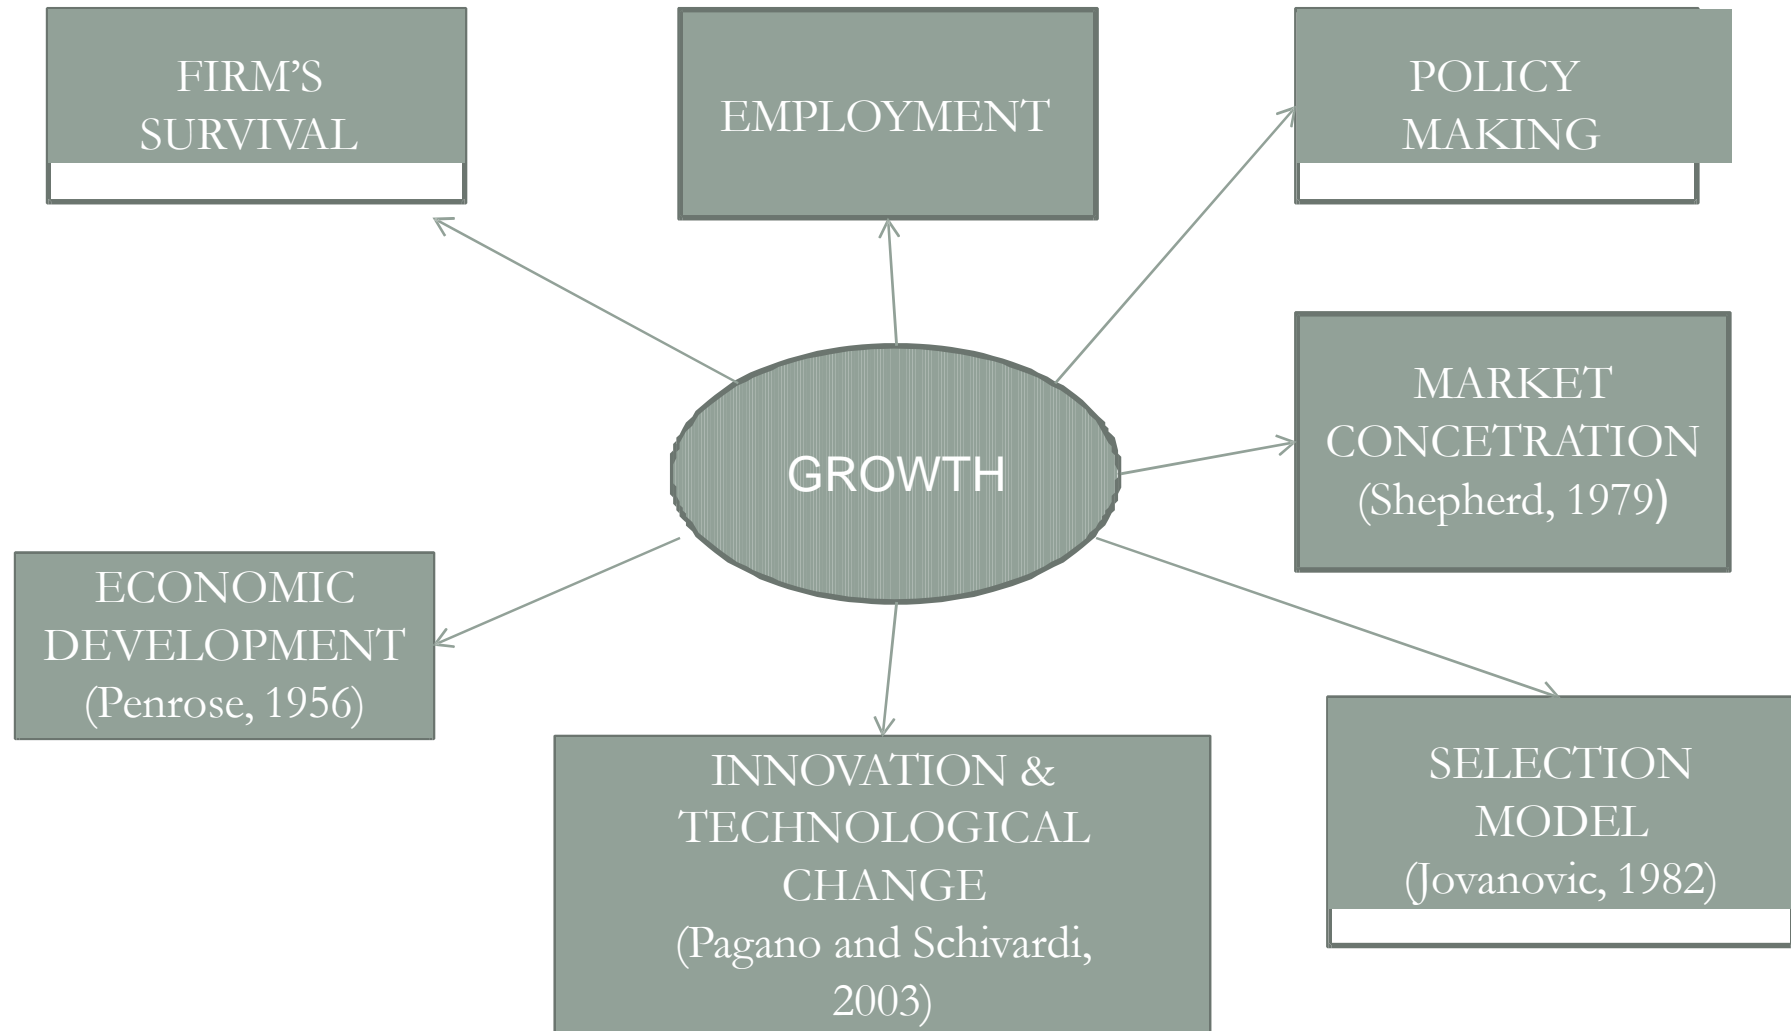 FIRM’S
SURVIVAL
EMPLOYMENT
POLICY
MAKING
MARKET
CONCETRATION
(Shepherd, 1979)
GROWTH
ECONOMIC
DEVELOPMENT
(Penrose, 1956)
INNOVATION &
TECHNOLOGICAL
CHANGE
(Pagano and Schivardi,
2003)
SELECTION
MODEL
(Jovanovic, 1982)